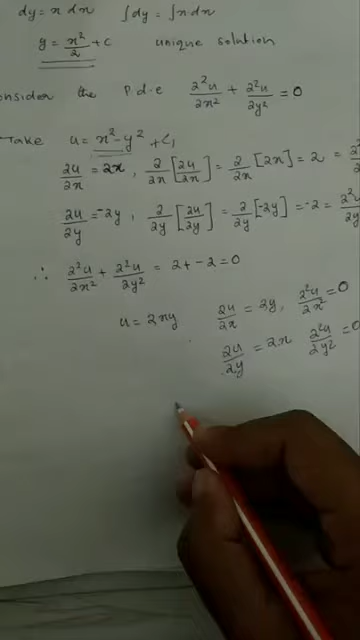 dy = x dx ∫dy = ∫x dx
y = x²/2 + c unique solution
onsider the p.d.e ∂²u/∂x² + ∂²u/∂y² = 0
Take u = x² - y² + C₁
∂u/∂x = 2x, ∂/∂x [∂u/∂x] = ∂/∂x [2x] = 2 =
∂u/∂y = -2y, ∂/∂y [∂u/∂y] = ∂/∂y [-2y] = -2 = ∂²u/∂y
∴ ∂²u/∂x² + ∂²u/∂y² = 2 + -2 = 0
u = 2xy ∂u/∂x = 2y, ∂²u/∂x² = 0
∂u/∂y = 2x ∂²u/∂y² = 0